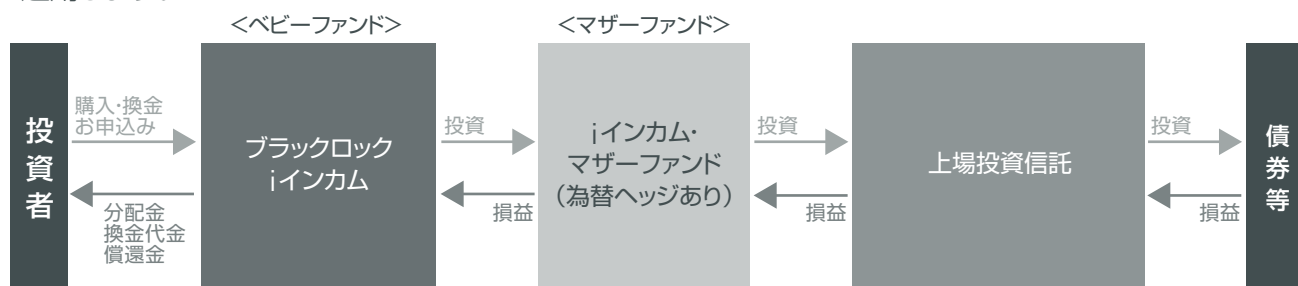 <ベビーファンド>
<マザーファンド>
投資者
購入・換金
お申込み
分配金
換金代金
償還金
ブラックロック
iインカム
投資
損益
iインカム・
マザーファンド
(為替ヘッジあり)
投資
損益
上場投資信託
投資
損益
債券等